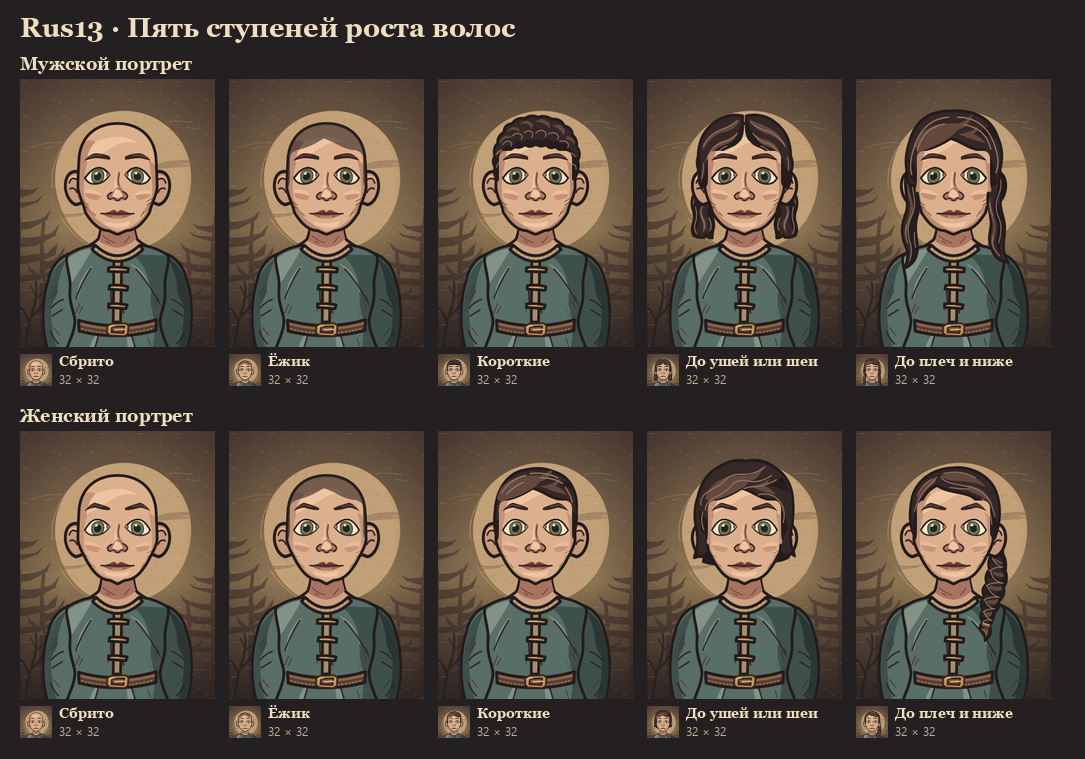 Rus13 · Пять ступеней роста волос
Мужской портрет
Сбрито
32 × 32
Ёжик
32 × 32
Короткие
32 × 32
До ушей или шеи
32 × 32
До плеч и ниже
32 × 32
Женский портрет
Сбрито
32 × 32
Ёжик
32 × 32
Короткие
32 × 32
До ушей или шеи
32 × 32
До плеч и ниже
32 × 32